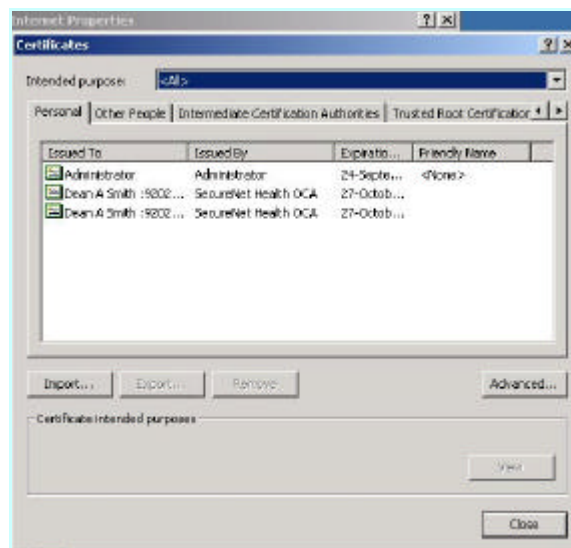 Internet Properties
Certificates
Intended purpose: <All>
Personal Other People Intermediate Certification Authorities Trusted Root Certification
Issued To Issued By Expiratio... Friendly Name
Administrator Administrator 24-Septe... <None>
Dean A Smith :9202... SecureNet Health OCA 27-Octob...
Dean A Smith :9202... SecureNet Health OCA 27-Octob...
Import... Export... Remove Advanced...
Certificate intended purposes
View
Close